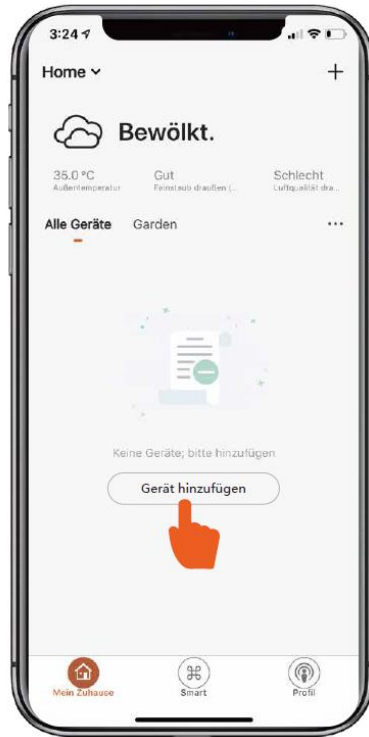 3:24
Home
Bewölkt.
35.0 °C Gut Schlecht
Außentemperatur Feinstaub draußen (... Luftqualität dra...
Alle Geräte Garden ...
Keine Geräte; bitte hinzufügen
Gerät hinzufügen
Mein Zuhause Smart Profil